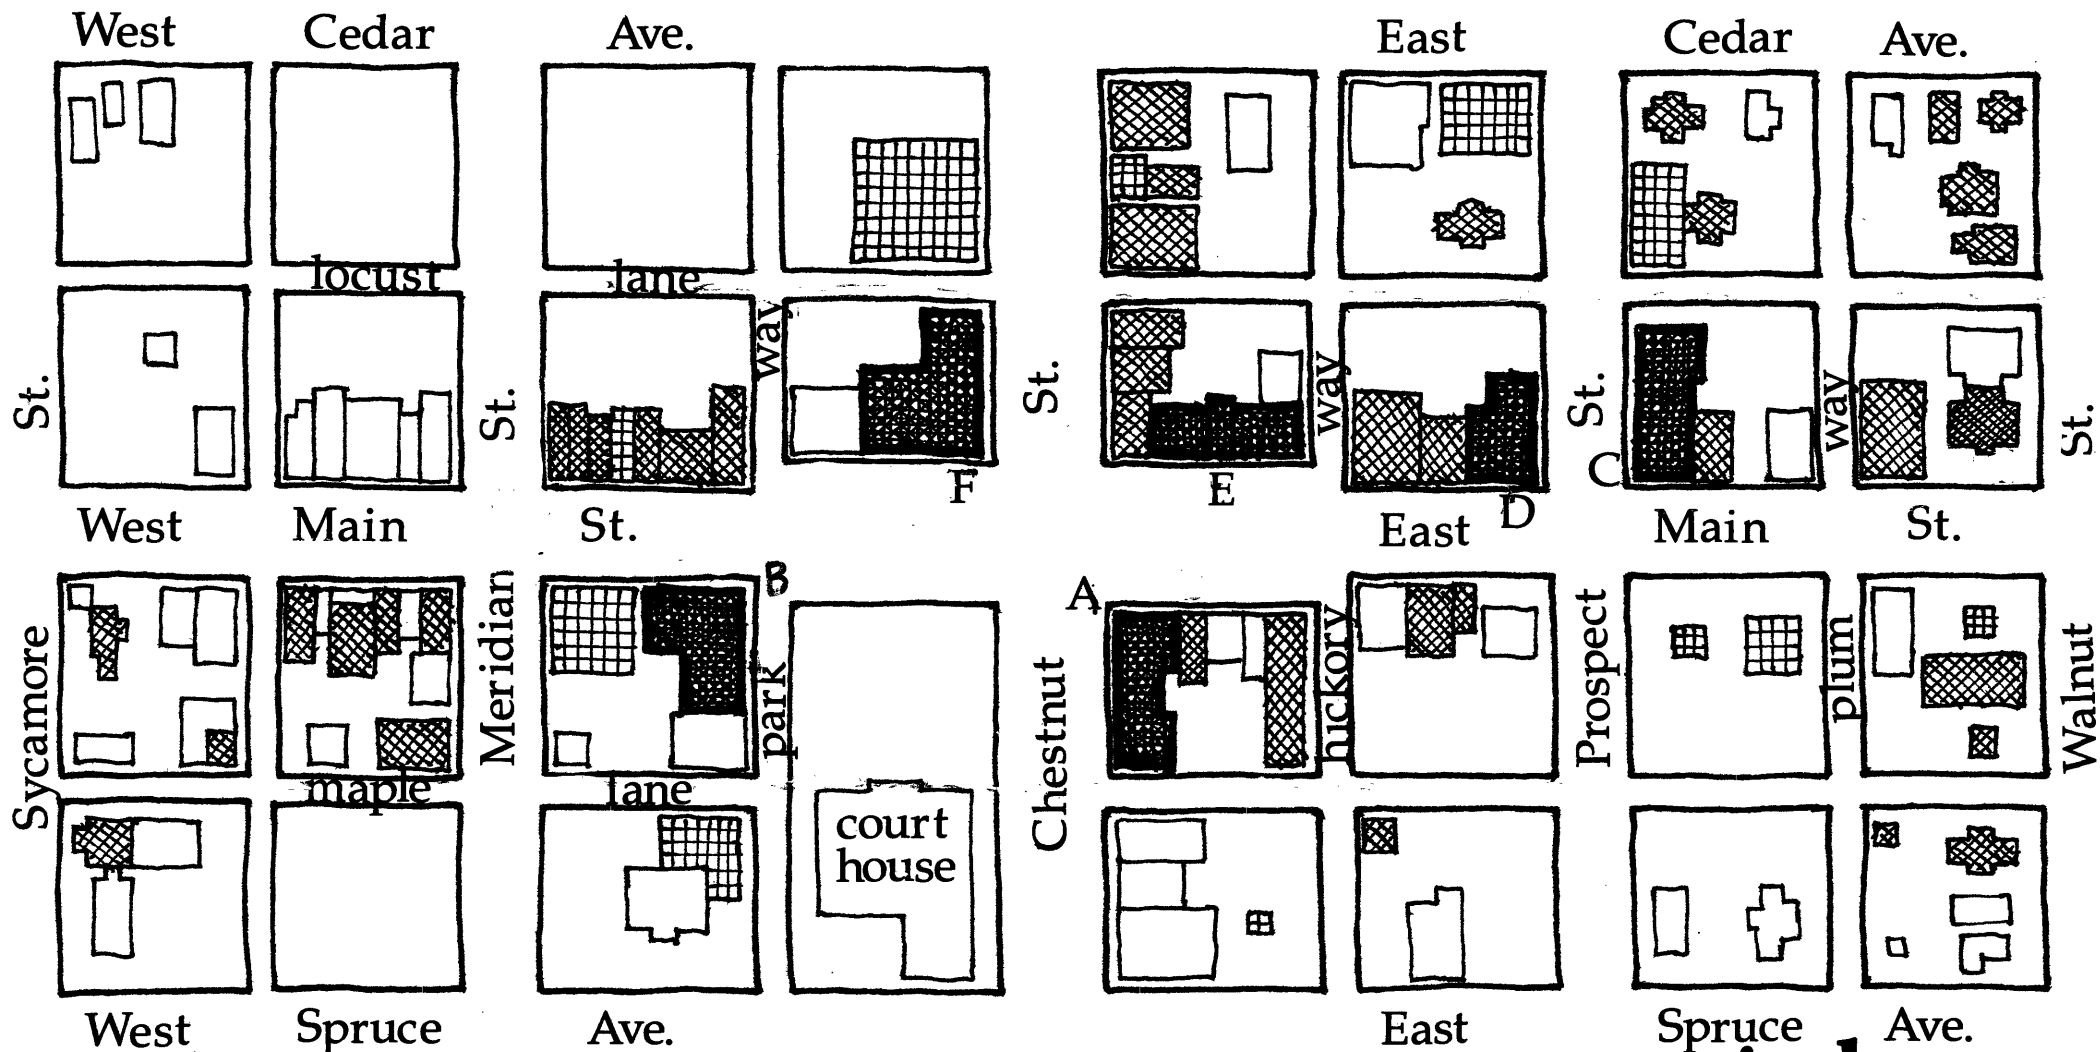 West Cedar Ave. East Cedar Ave.
locust lane
St. St. way St. way St. way St.
F E D C
West Main St. East Main St.
B A
Sycamore Meridian park Chestnut hickory Prospect plum Walnut
maple lane
court
house
West Spruce Ave. East Spruce Ave.